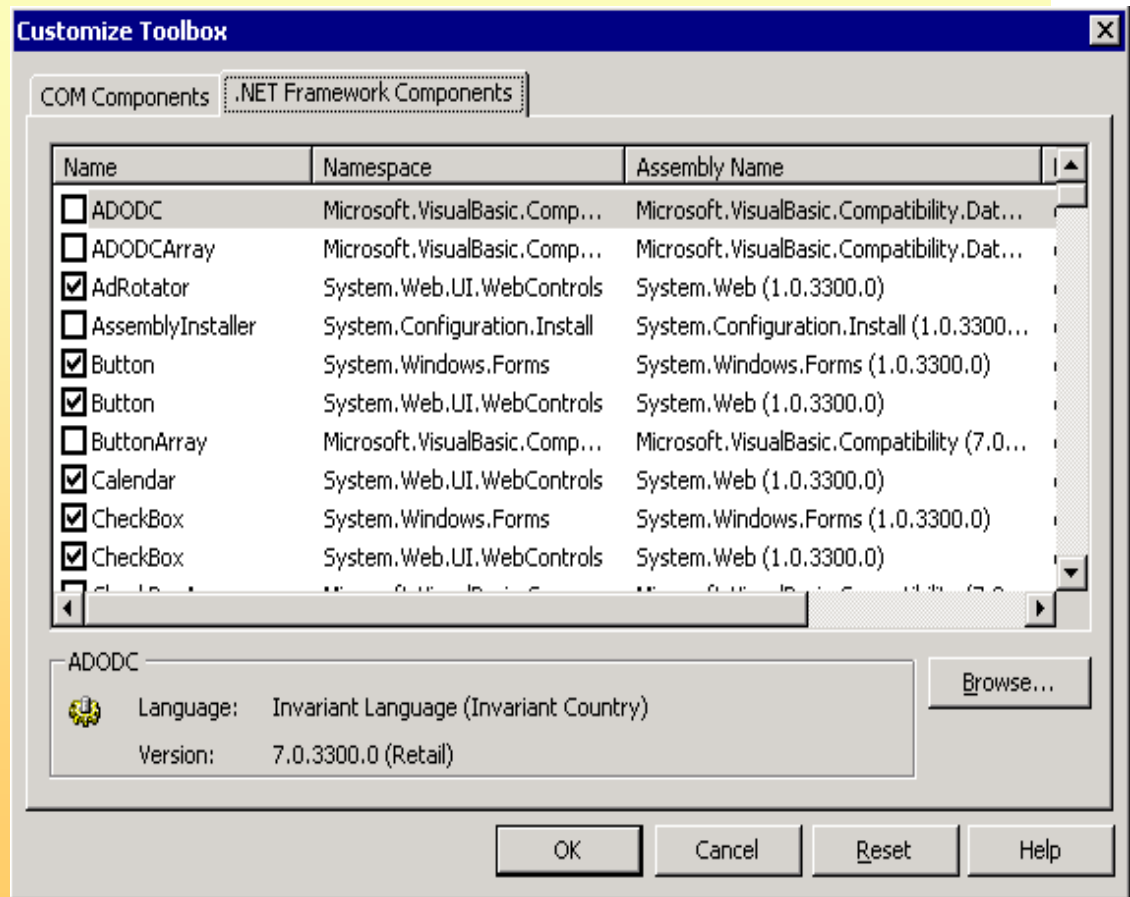 Customize Toolbox
COM Components .NET Framework Components
Name Namespace Assembly Name
ADODC Microsoft.VisualBasic.Comp... Microsoft.VisualBasic.Compatibility.Dat...
ADODCArray Microsoft.VisualBasic.Comp... Microsoft.VisualBasic.Compatibility.Dat...
AdRotator System.Web.UI.WebControls System.Web (1.0.3300.0)
AssemblyInstaller System.Configuration.Install System.Configuration.Install (1.0.3300...
Button System.Windows.Forms System.Windows.Forms (1.0.3300.0)
Button System.Web.UI.WebControls System.Web (1.0.3300.0)
ButtonArray Microsoft.VisualBasic.Comp... Microsoft.VisualBasic.Compatibility (7.0...
Calendar System.Web.UI.WebControls System.Web (1.0.3300.0)
CheckBox System.Windows.Forms System.Windows.Forms (1.0.3300.0)
CheckBox System.Web.UI.WebControls System.Web (1.0.3300.0)
ADODC
Browse...
Language: Invariant Language (Invariant Country)
Version: 7.0.3300.0 (Retail)
OK Cancel Reset Help